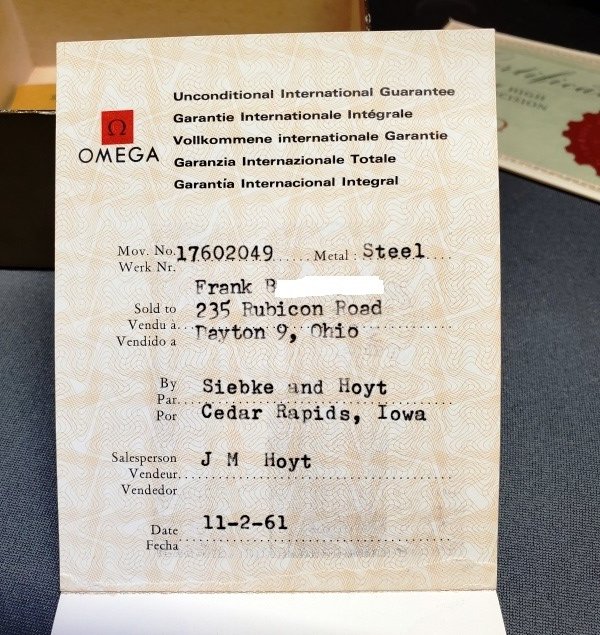 Unconditional International Guarantee
Garantie Internationale Intégrale
Vollkommene internationale Garantie
Garanzia Internazionale Totale
Garantía Internacional Integral
Ω
OMEGA
Mov. No. 17602049 Metal : Steel
Werk Nr.
Frank B
Sold to 235 Rubicon Road
Vendu a Dayton 9, Ohio
Vendido a
By Siebke and Hoyt
Par
Por Cedar Rapids, Iowa
Salesperson J M Hoyt
Vendeur
Vendedor
Date 11-2-61
Fecha
HIGH